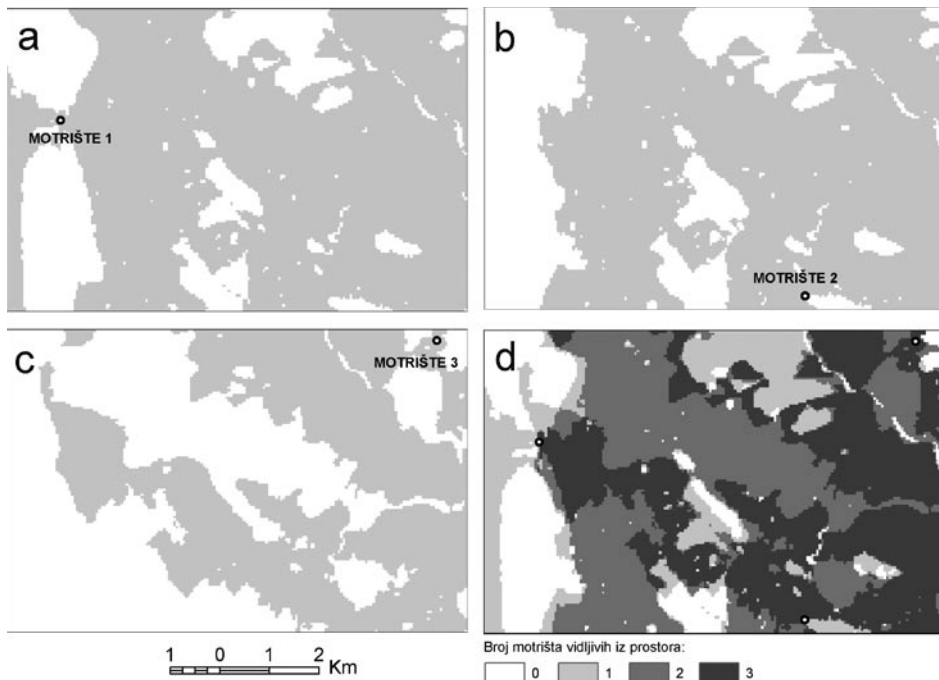 a
MOTRIŠTE 1
b
MOTRIŠTE 2
c
MOTRIŠTE 3
d
1 0 1 2
Km
Broj motrišta vidljivih iz prostora:
0 1 2 3